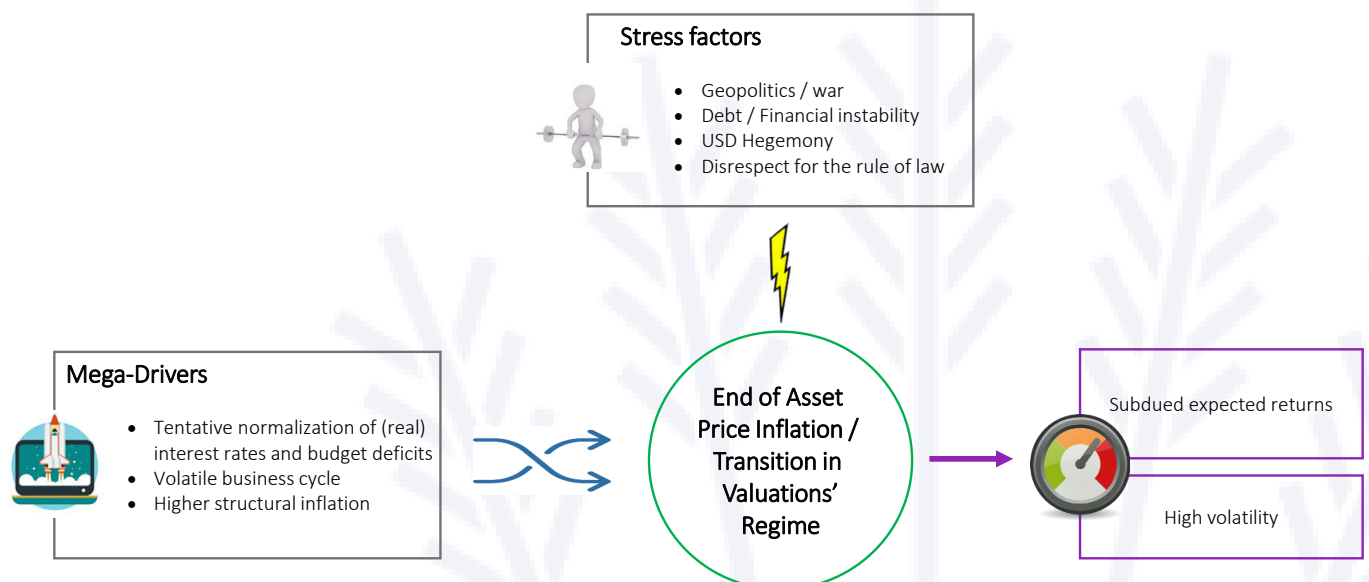 Stress factors
• Geopolitics / war
• Debt / Financial instability
• USD Hegemony
• Disrespect for the rule of law
Mega-Drivers
• Tentative normalization of (real)
interest rates and budget deficits
• Volatile business cycle
• Higher structural inflation
End of Asset
Price Inflation /
Transition in
Valuations’
Regime
Subdued expected returns
High volatility